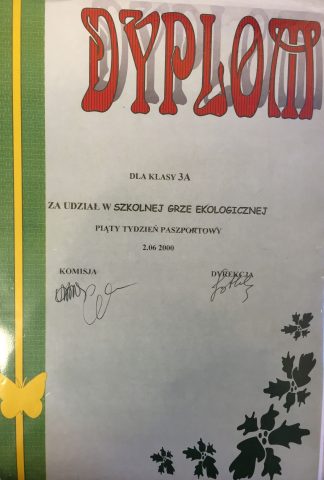 DYPLOM
DLA KLASY 3A
ZA UDZIAŁ W SZKOLNEJ GRZE EKOLOGICZNEJ
PIĄTY TYDZIEŃ PASZPORTOWY
2.06 2000
KOMISJA DYREKCJA